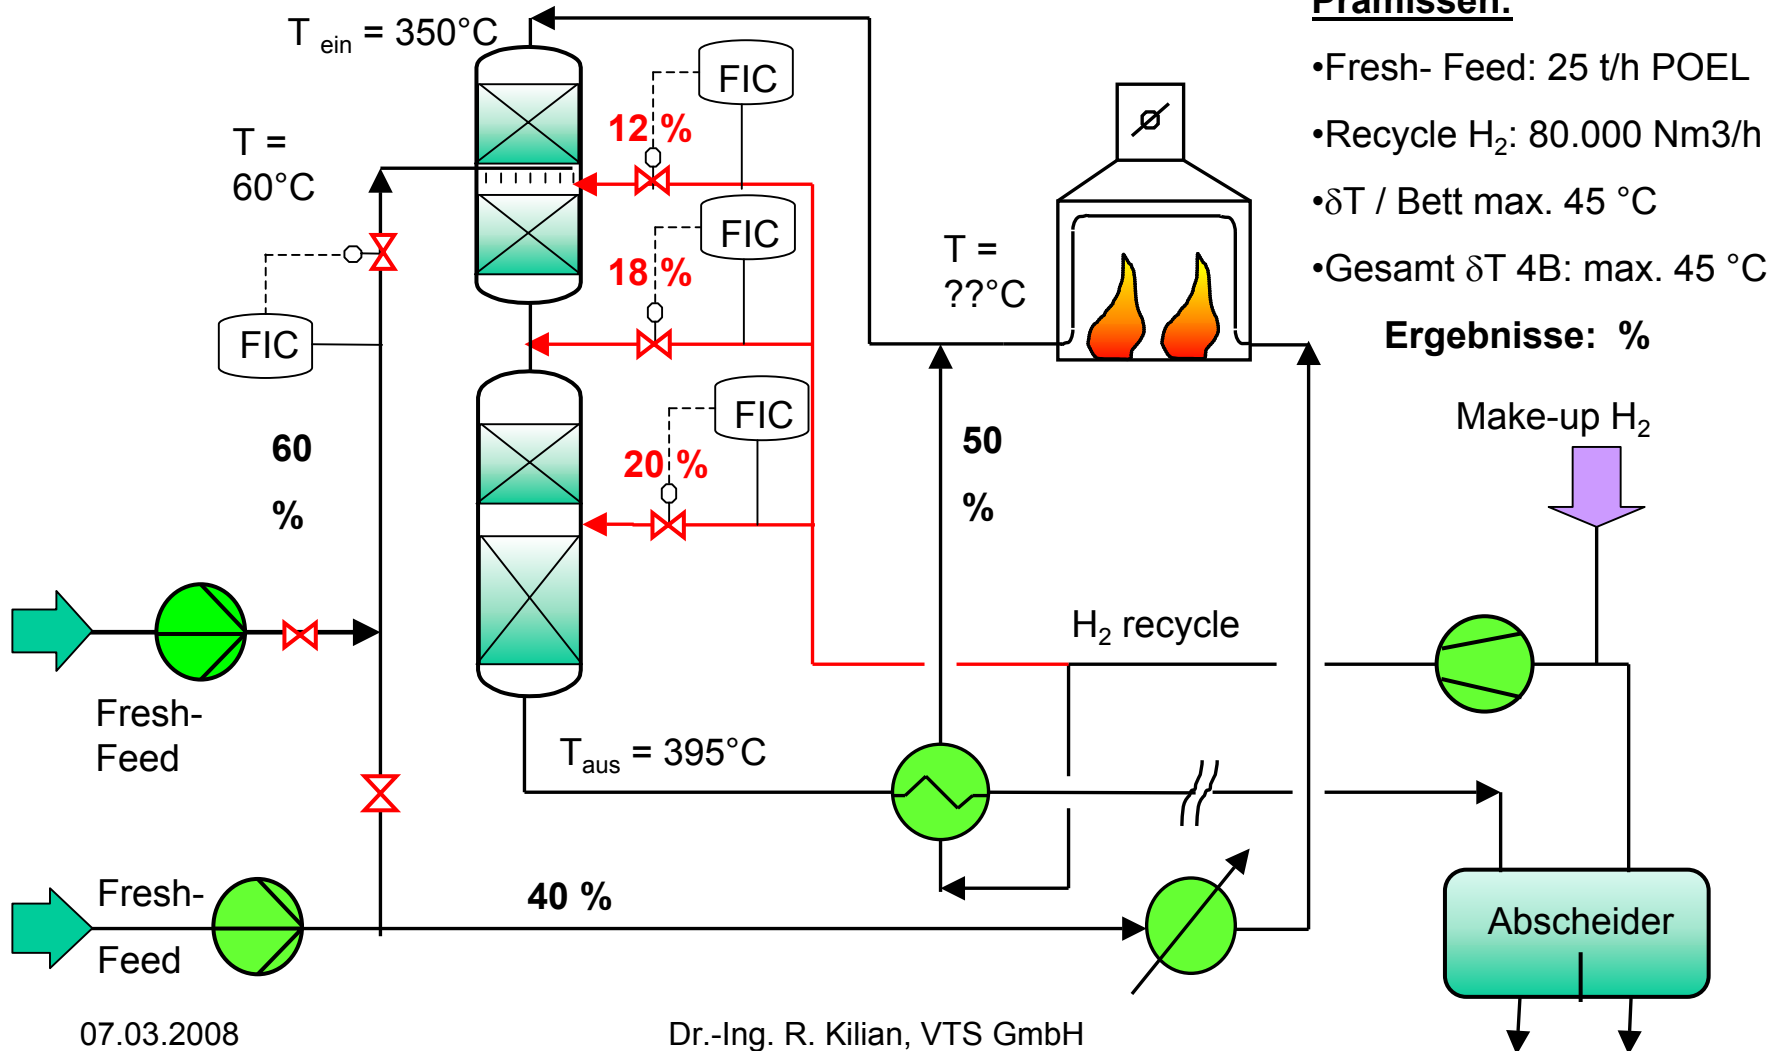 Prämissen:
T ein = 350°C
•Fresh- Feed: 25 t/h POEL
•Recycle H2: 80.000 Nm3/h
•δT / Bett max. 45 °C
•Gesamt δT 4B: max. 45 °C
Ergebnisse: %
FIC
12 %
T =
60°C
FIC
18 %
T =
??°C
FIC
FIC
20 %
60
%
50
%
Make-up H2
H2 recycle
Fresh-
Feed
Taus = 395°C
Fresh-
Feed
40 %
Abscheider
07.03.2008
Dr.-Ing. R. Kilian, VTS GmbH